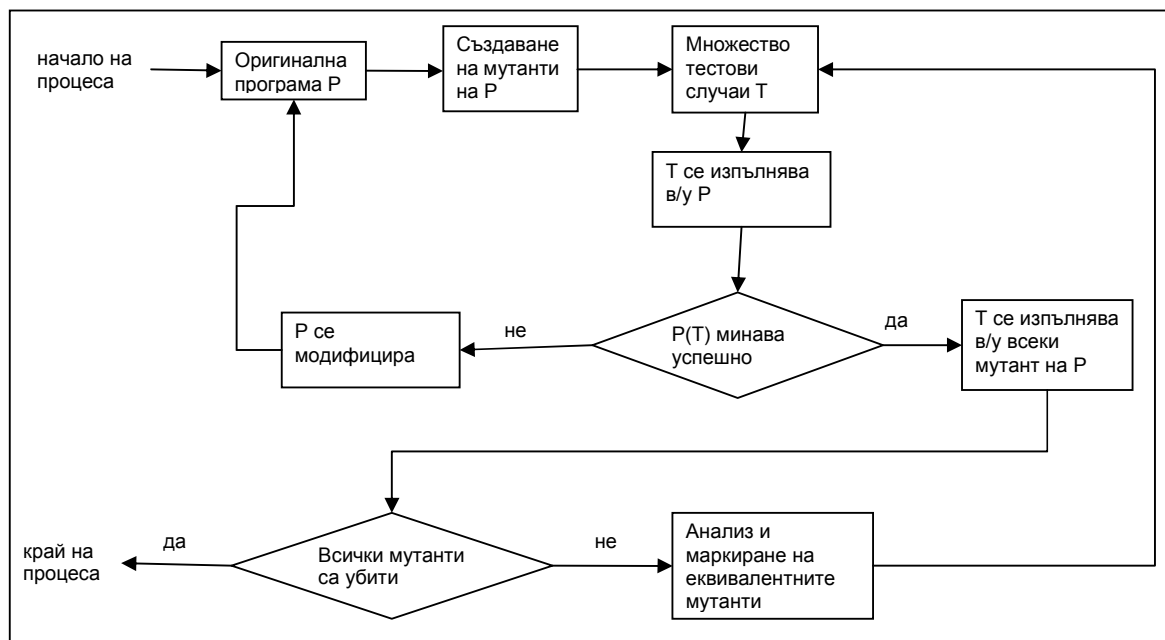 начало на
процеса
Оригинална
програма P
Създаване
на мутанти
на P
Множество
тестови
случаи T
T се изпълнява
в/у P
P се
модифицира
не
P(T) минава
успешно
да
T се изпълнява
в/у всеки
мутант на P
край на
процеса
да
Всички мутанти
са убити
не
Анализ и
маркиране на
еквивалентните
мутанти